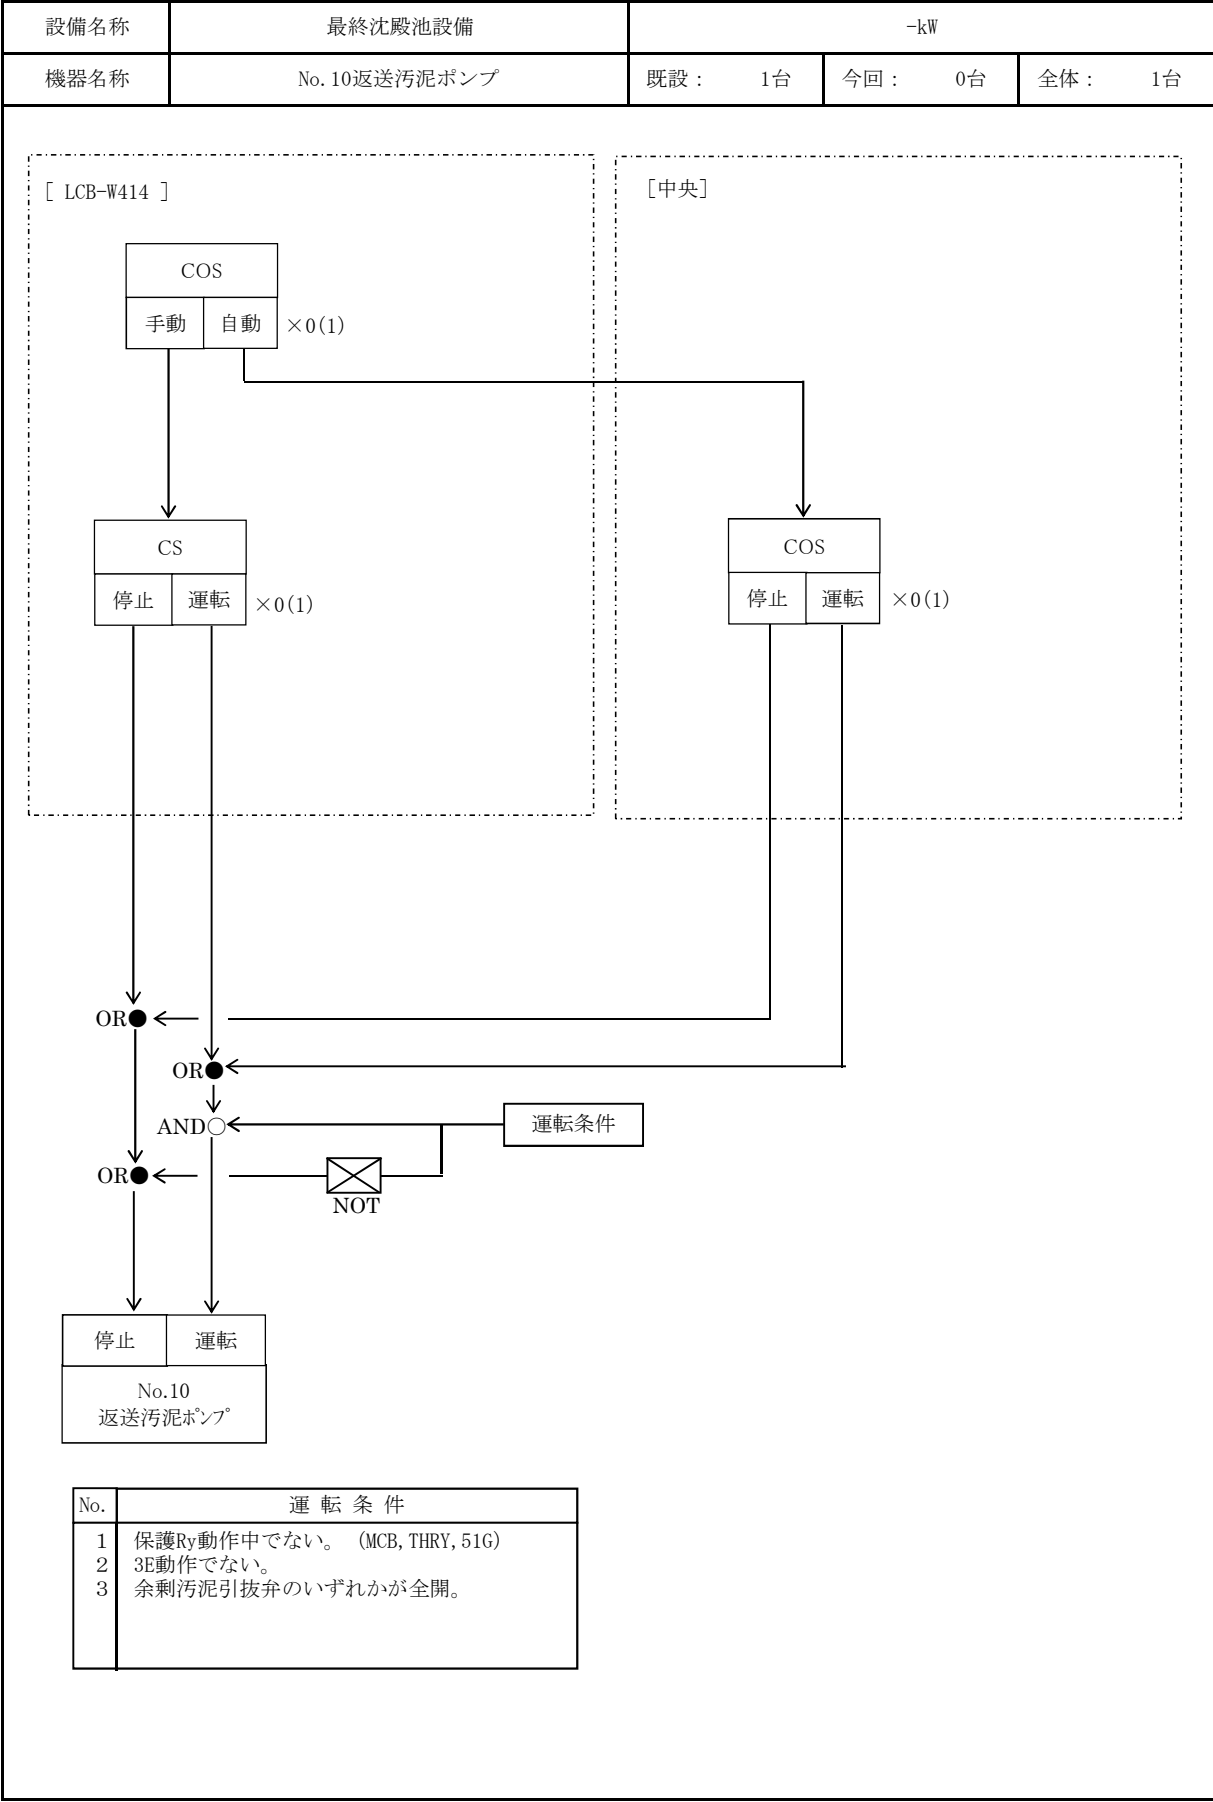 設備名称 最終沈殿池設備 -kW
機器名称 No.10返送汚泥ポンプ 既設： 1台 今回： 0台 全体： 1台
[ LCB-W414 ]
[中央]
COS
手動 自動 ×0(1)
CS
停止 運転 ×0(1)
COS
停止 運転 ×0(1)
OR
OR
AND
運転条件
OR
NOT
停止 運転
No.10
返送汚泥ﾎﾟﾝﾌﾟ
No. 運 転 条 件
1 保護Ry動作中でない。 (MCB,THRY,51G)
2 3E動作でない。
3 余剰汚泥引抜弁のいずれかが全開。